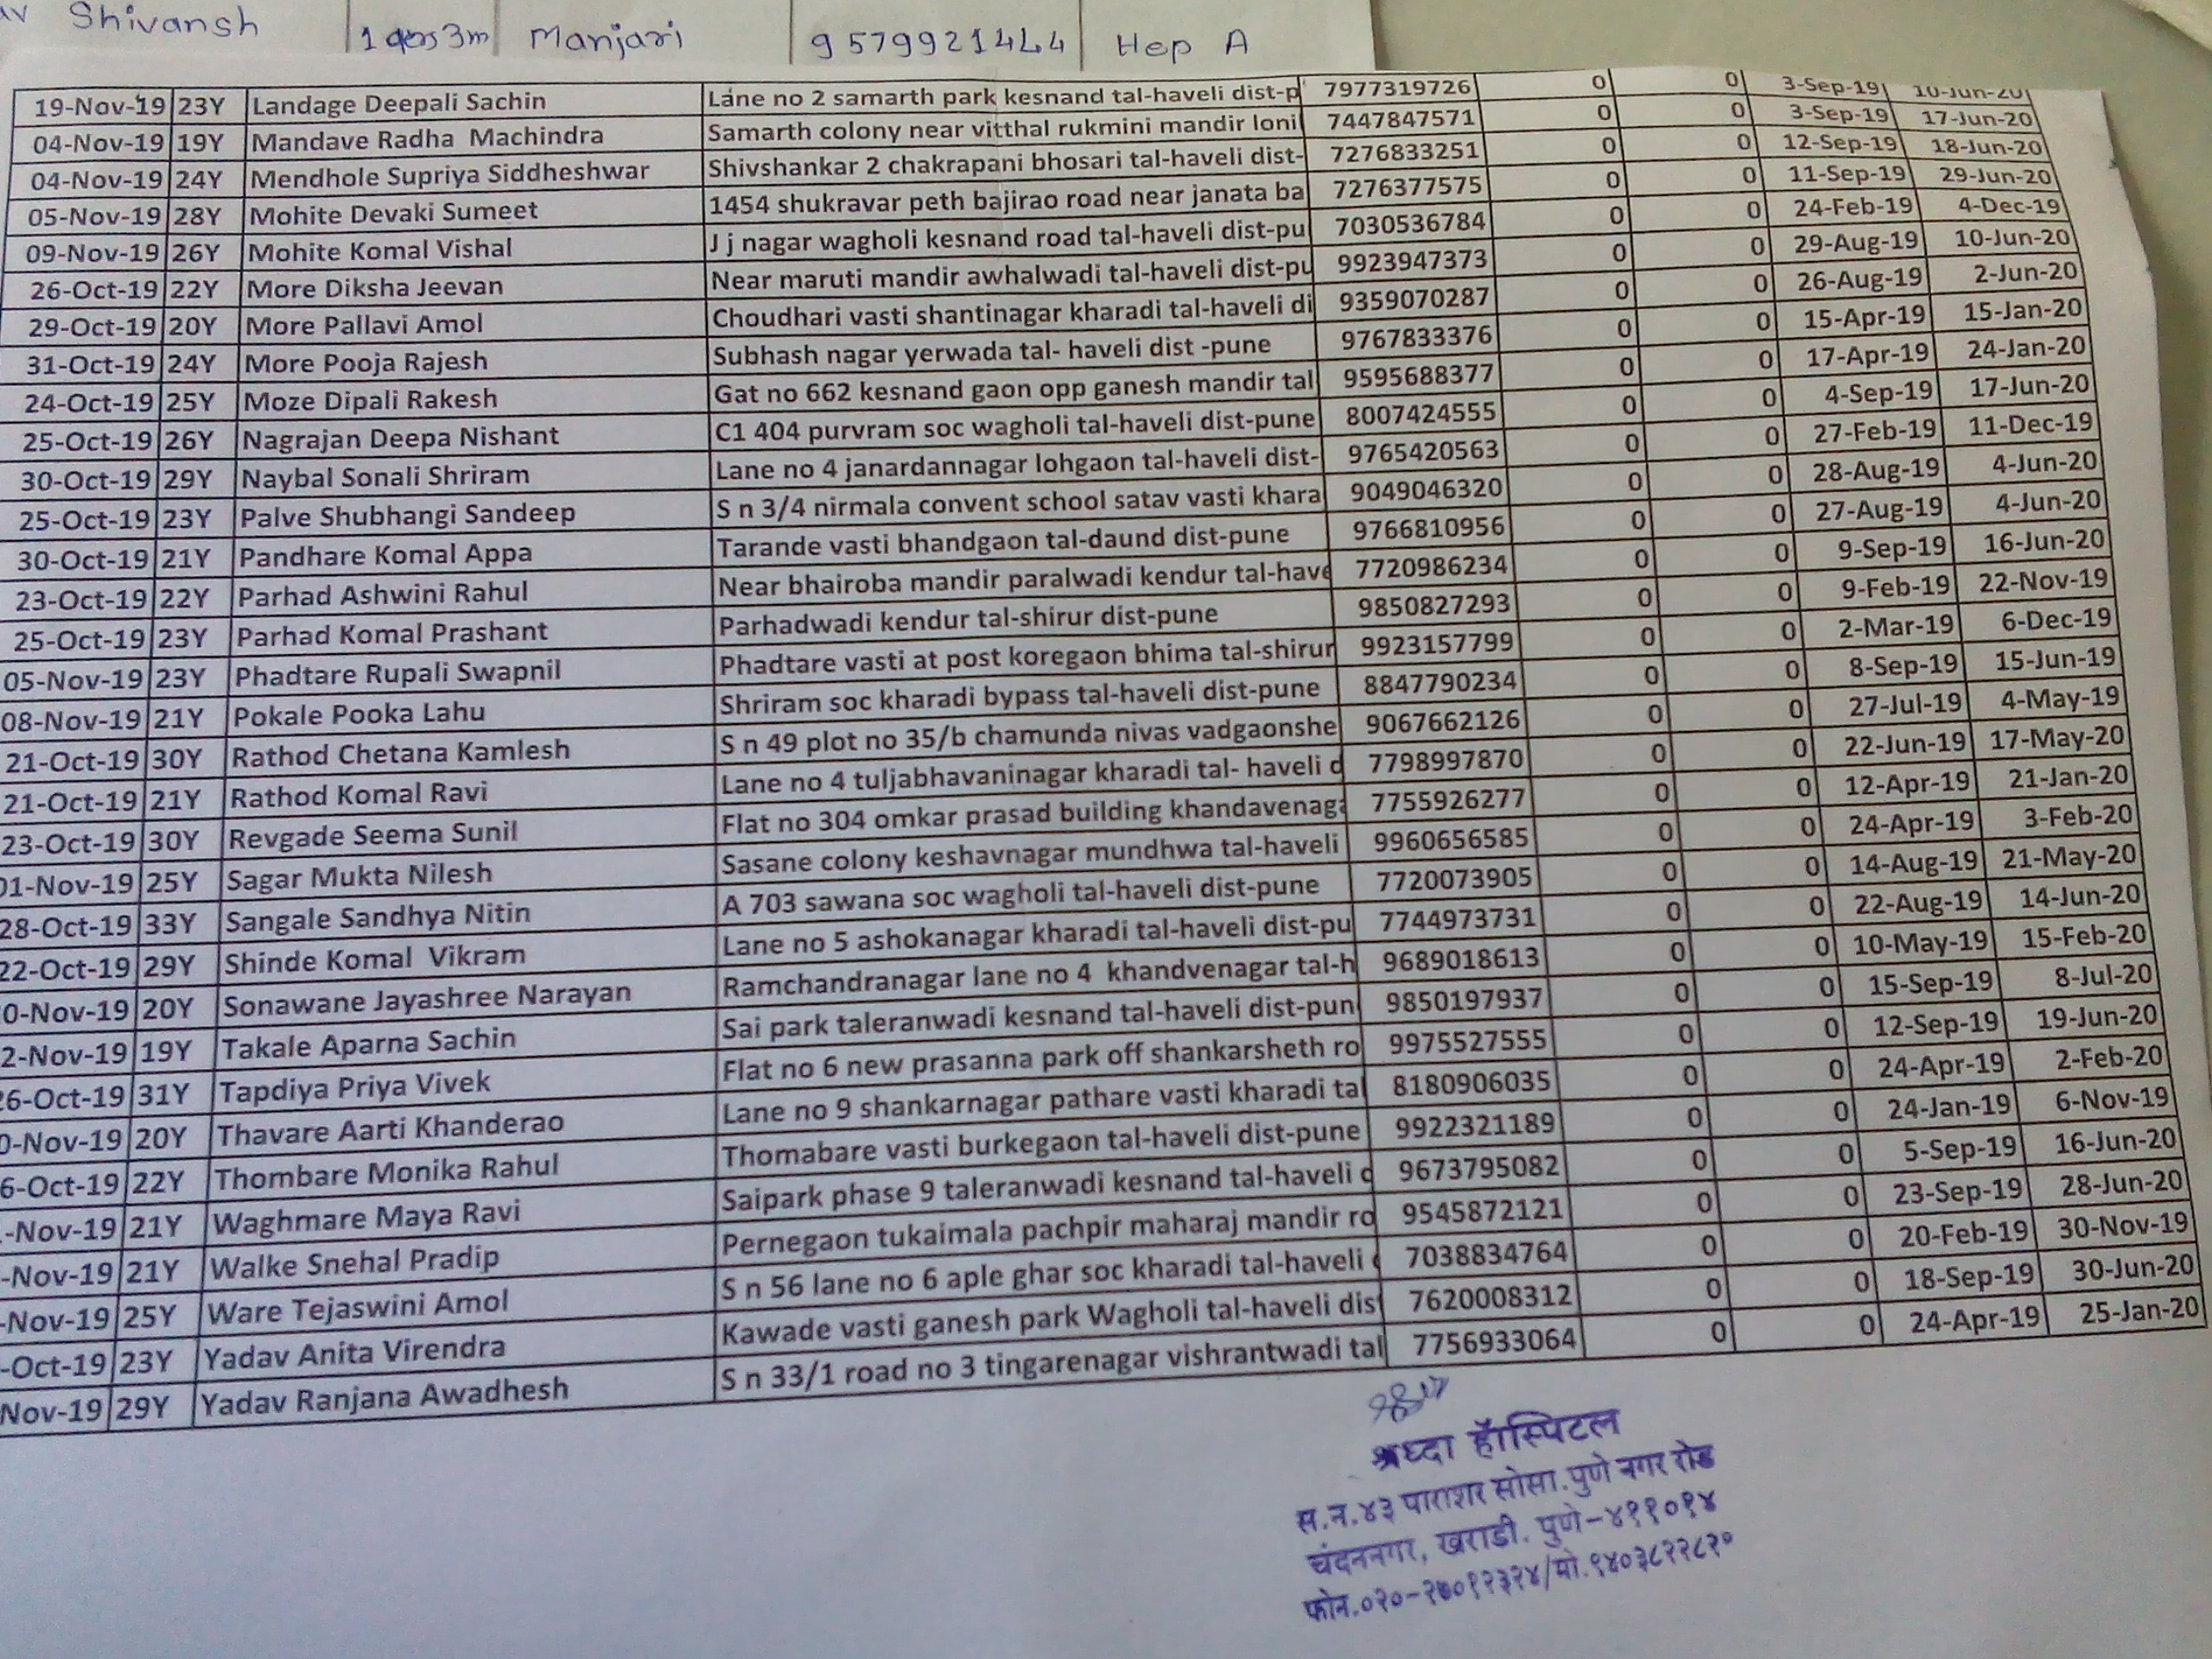 Shivansh 1 3m Manjari 9579921444 Hep A
19-Nov-19 23Y Landage Deepali Sachin Lane no 2 samarth park kesnand tal-haveli dist-p 7977319726 0 0 3-Sep-19 10-Jun-20
04-Nov-19 19Y Mandave Radha Machindra Samarth colony near vitthal rukmini mandir loni 7447847571 0 0 3-Sep-19 17-Jun-20
04-Nov-19 24Y Mendhole Supriya Siddheshwar Shivshankar 2 chakrapani bhosari tal-haveli dist- 7276833251 0 0 12-Sep-19 18-Jun-20
05-Nov-19 28Y Mohite Devaki Sumeet 1454 shukravar peth bajirao road near janata ba 7276377575 0 0 11-Sep-19 29-Jun-20
09-Nov-19 26Y Mohite Komal Vishal J j nagar wagholi kesnand road tal-haveli dist-pu 7030536784 0 0 24-Feb-19 4-Dec-19
26-Oct-19 22Y More Diksha Jeevan Near maruti mandir awhalwadi tal-haveli dist-pu 9923947373 0 0 29-Aug-19 10-Jun-20
29-Oct-19 20Y More Pallavi Amol Choudhari vasti shantinagar kharadi tal-haveli di 9359070287 0 0 26-Aug-19 2-Jun-20
31-Oct-19 24Y More Pooja Rajesh Subhash nagar yerwada tal- haveli dist -pune 9767833376 0 0 15-Apr-19 15-Jan-20
24-Oct-19 25Y Moze Dipali Rakesh Gat no 662 kesnand gaon opp ganesh mandir tal 9595688377 0 0 17-Apr-19 24-Jan-20
25-Oct-19 26Y Nagrajan Deepa Nishant C1 404 purvram soc wagholi tal-haveli dist-pune 8007424555 0 0 4-Sep-19 17-Jun-20
30-Oct-19 29Y Naybal Sonali Shriram Lane no 4 janardannagar lohgaon tal-haveli dist- 9765420563 0 0 27-Feb-19 11-Dec-19
25-Oct-19 23Y Palve Shubhangi Sandeep S n 3/4 nirmala convent school satav vasti khara 9049046320 0 0 28-Aug-19 4-Jun-20
30-Oct-19 21Y Pandhare Komal Appa Tarande vasti bhandgaon tal-daund dist-pune 9766810956 0 0 27-Aug-19 4-Jun-20
23-Oct-19 22Y Parhad Ashwini Rahul Near bhairoba mandir paralwadi kendur tal-have 7720986234 0 0 9-Sep-19 16-Jun-20
25-Oct-19 23Y Parhad Komal Prashant Parhadwadi kendur tal-shirur dist-pune 9850827293 0 0 9-Feb-19 22-Nov-19
05-Nov-19 23Y Phadtare Rupali Swapnil Phadtare vasti at post koregaon bhima tal-shirur 9923157799 0 0 2-Mar-19 6-Dec-19
08-Nov-19 21Y Pokale Pooka Lahu Shriram soc kharadi bypass tal-haveli dist-pune 8847790234 0 0 8-Sep-19 15-Jun-19
21-Oct-19 30Y Rathod Chetana Kamlesh S n 49 plot no 35/b chamunda nivas vadgaonshe 9067662126 0 0 27-Jul-19 4-May-19
21-Oct-19 21Y Rathod Komal Ravi Lane no 4 tuljabhavaninagar kharadi tal- haveli d 7798997870 0 0 22-Jun-19 17-May-20
23-Oct-19 30Y Revgade Seema Sunil Flat no 304 omkar prasad building khandavenaga 7755926277 0 0 12-Apr-19 21-Jan-20
01-Nov-19 25Y Sagar Mukta Nilesh Sasane colony keshavnagar mundhwa tal-haveli 9960656585 0 0 24-Apr-19 3-Feb-20
28-Oct-19 33Y Sangale Sandhya Nitin A 703 sawana soc wagholi tal-haveli dist-pune 7720073905 0 0 14-Aug-19 21-May-20
22-Oct-19 29Y Shinde Komal Vikram Lane no 5 ashokanagar kharadi tal-haveli dist-pu 7744973731 0 0 22-Aug-19 14-Jun-20
0-Nov-19 20Y Sonawane Jayashree Narayan Ramchandranagar lane no 4 khandvenagar tal-h 9689018613 0 0 10-May-19 15-Feb-20
2-Nov-19 19Y Takale Aparna Sachin Sai park taleranwadi kesnand tal-haveli dist-pun 9850197937 0 0 15-Sep-19 8-Jul-20
26-Oct-19 31Y Tapdiya Priya Vivek Flat no 6 new prasanna park off shankarsheth ro 9975527555 0 0 12-Sep-19 19-Jun-20
0-Nov-19 20Y Thavare Aarti Khanderao Lane no 9 shankarnagar pathare vasti kharadi tal 8180906035 0 0 24-Apr-19 2-Feb-20
6-Oct-19 22Y Thombare Monika Rahul Thomabare vasti burkegaon tal-haveli dist-pune 9922321189 0 0 24-Jan-19 6-Nov-19
-Nov-19 21Y Waghmare Maya Ravi Saipark phase 9 taleranwadi kesnand tal-haveli d 9673795082 0 0 5-Sep-19 16-Jun-20
-Nov-19 21Y Walke Snehal Pradip Pernegaon tukaimala pachpir maharaj mandir ro 9545872121 0 0 23-Sep-19 28-Jun-20
-Nov-19 25Y Ware Tejaswini Amol S n 56 lane no 6 aple ghar soc kharadi tal-haveli d 7038834764 0 0 20-Feb-19 30-Nov-19
-Oct-19 23Y Yadav Anita Virendra Kawade vasti ganesh park Wagholi tal-haveli dist 7620008312 0 0 18-Sep-19 30-Jun-20
Nov-19 29Y Yadav Ranjana Awadhesh S n 33/1 road no 3 tingarenagar vishrantwadi tal 7756933064 0 0 24-Apr-19 25-Jan-20
श्रध्दा हॉस्पिटल
स.न.४३ पाराशर सोसा.पुणे नगर रोड
चंदननगर, खराडी. पुणे-४११०१४
फोन.०२०-२७०१२३२४/मो.९४०३८२२८२०